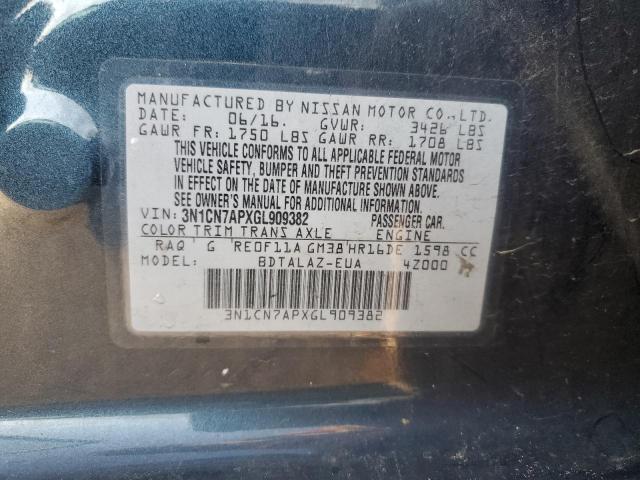 MANUFACTURED BY NISSAN MOTOR CO.,LTD.
DATE: 06/16. GVWR: 3426 LBS
GAWR FR: 1750 LBS GAWR RR: 1708 LBS
THIS VEHICLE CONFORMS TO ALL APPLICABLE FEDERAL MOTOR
VEHICLE SAFETY, BUMPER AND THEFT PREVENTION STANDARDS
IN EFFECT ON THE DATE OF MANUFACTURE SHOWN ABOVE.
SEE OWNER'S MANUAL FOR ADDITIONAL INFORMATION.
VIN: 3N1CN7APXGL909382 PASSENGER CAR.
COLOR TRIM TRANS AXLE ENGINE
RAQ G RE0F11A GM38 HR16DE 1598 CC
MODEL: BDTALAZ-EUA 4Z000
3N1CN7APXGL909382